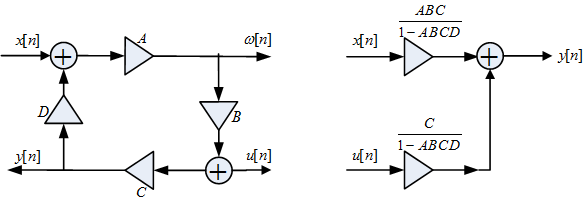 x[n]
A
ω[n]
D
B
y[n]
C
u[n]
x[n]
ABC
1 - ABCD
y[n]
u[n]
C
1 - ABCD